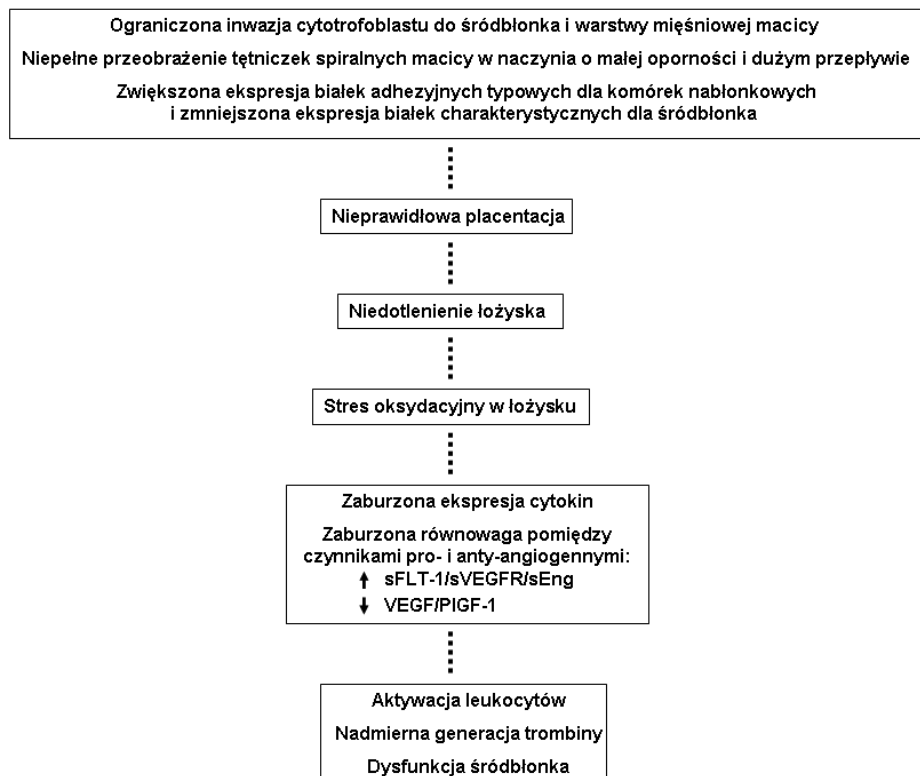 Ograniczona inwazja cytotrofoblastu do śródbłonka i warstwy mięśniowej macicy
Niepełne przeobrażenie tętniczek spiralnych macicy w naczynia o małej oporności i dużym przepływie
Zwiększona ekspresja białek adhezyjnych typowych dla komórek nabłonkowych
i zmniejszona ekspresja białek charakterystycznych dla śródbłonka
Nieprawidłowa placentacja
Niedotlenienie łożyska
Stres oksydacyjny w łożysku
Zaburzona ekspresja cytokin
Zaburzona równowaga pomiędzy
czynnikami pro- i anty-angiogennymi:
↑ sFLT-1/sVEGFR/sEng
↓ VEGF/PIGF-1
Aktywacja leukocytów
Nadmierna generacja trombiny
Dysfunkcja śródbłonka